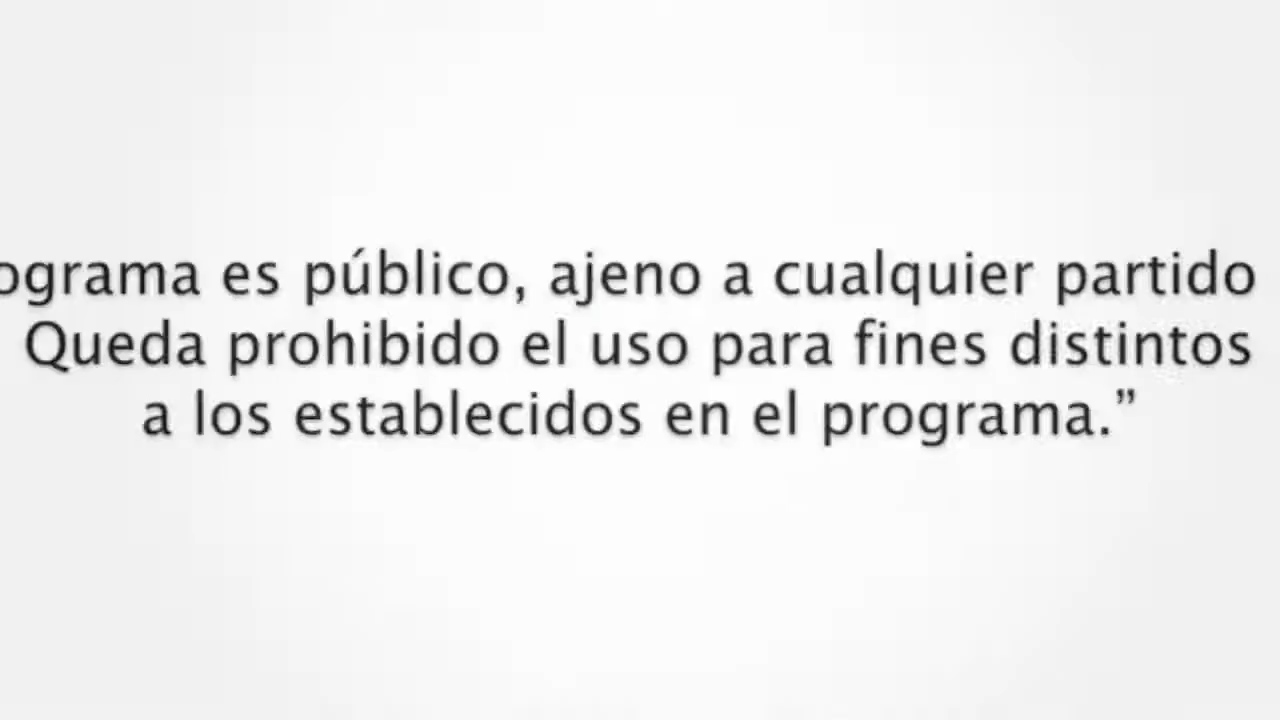 ograma es público, ajeno a cualquier partido
Queda prohibido el uso para fines distintos
a los establecidos en el programa.”